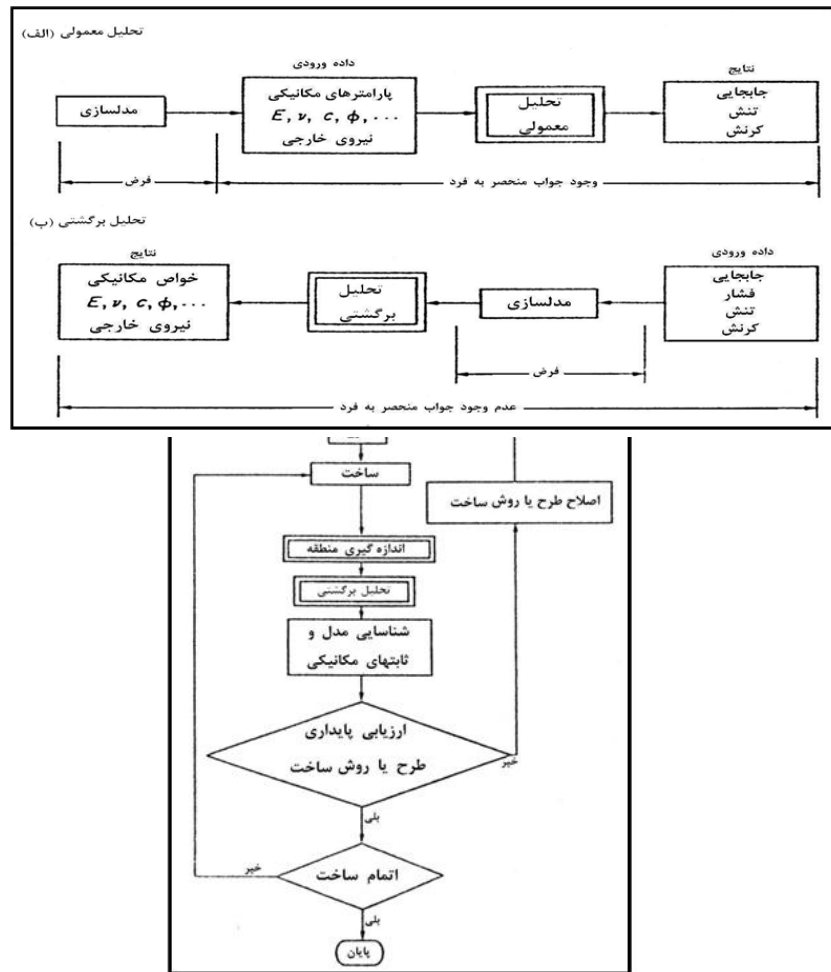 تحلیل معمولی (الف)
داده ورودی
نتایج
مدلسازی
پارامترهای مکانیکی
E, ν, c, ϕ, ...
نیروی خارجی
تحلیل
معمولی
جابجایی
تنش
کرنش
فرض
وجود جواب منحصر به فرد
تحلیل برگشتی (ب)
نتایج
داده ورودی
خواص مکانیکی
E, ν, c, ϕ, ...
نیروی خارجی
تحلیل
برگشتی
مدلسازی
جابجایی
فشار
تنش
کرنش
فرض
عدم وجود جواب منحصر به فرد
ساخت
اصلاح طرح یا روش ساخت
اندازه گیری منطقه
تحلیل برگشتی
شناسایی مدل و
ثابتهای مکانیکی
ارزیابی پایداری
طرح یا روش ساخت
خیر
بلی
خیر
اتمام ساخت
بلی
پایان